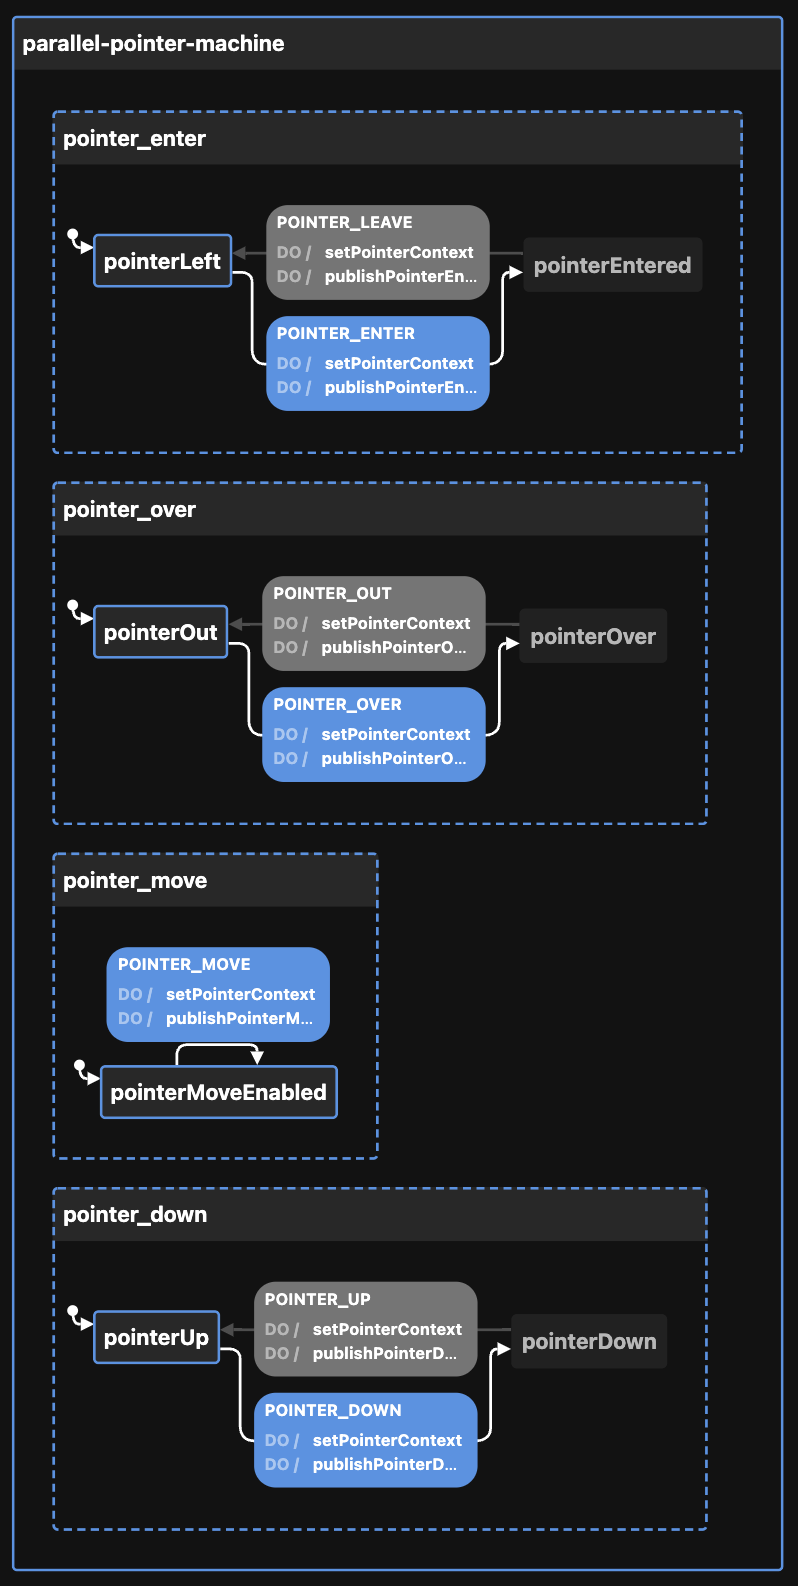 parallel-pointer-machine
pointer_enter
POINTER_LEAVE
DO / setPointerContext
DO / publishPointerEn...
pointerLeft
pointerEntered
POINTER_ENTER
DO / setPointerContext
DO / publishPointerEn...
pointer_over
POINTER_OUT
DO / setPointerContext
DO / publishPointerO...
pointerOut
pointerOver
POINTER_OVER
DO / setPointerContext
DO / publishPointerO...
pointer_move
POINTER_MOVE
DO / setPointerContext
DO / publishPointerM...
pointerMoveEnabled
pointer_down
POINTER_UP
DO / setPointerContext
DO / publishPointerD...
pointerUp
pointerDown
POINTER_DOWN
DO / setPointerContext
DO / publishPointerD...